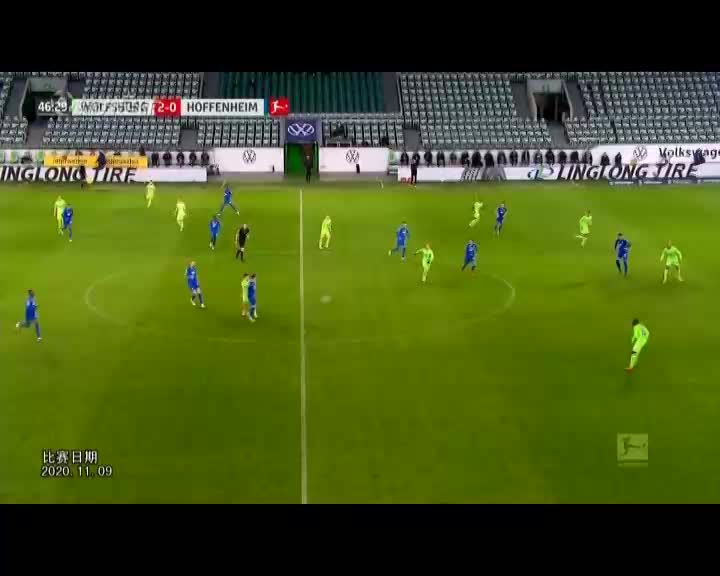 46:29 WOLFSBURG 2-0 HOFFENHEIM
Volkswagen
LINGLONG TIRE
LINGLONG TIRE
比赛日期
2020.11.09